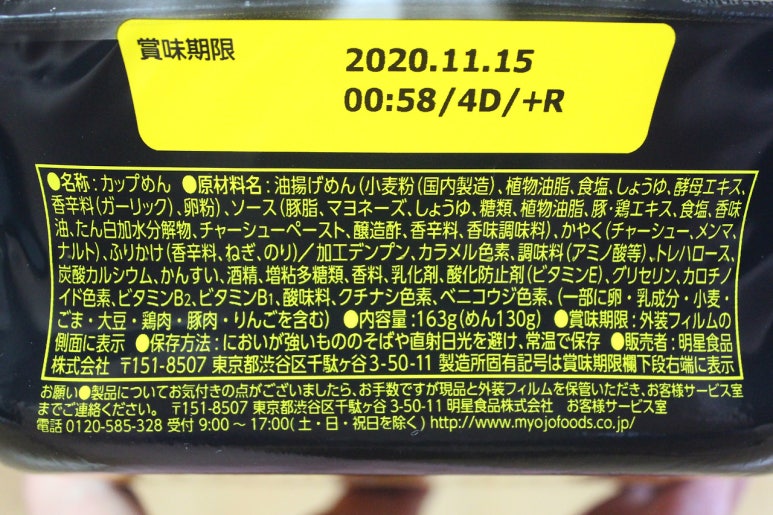 賞味期限
2020.11.15
00:58/4D/+R
●名称:カップめん ●原材料名:油揚げめん(小麦粉(国内製造)、植物油脂、食塩、しょうゆ、酵母エキス、
香辛料(ガーリック)、卵粉)、ソース(豚脂、マヨネーズ、しょうゆ、糖類、植物油脂、豚・鶏エキス、食塩、香味
油、たん白加水分解物、チャーシューペースト、醸造酢、香辛料、香味調味料)、かやく(チャーシュー、メンマ、
ナルト)、ふりかけ(香辛料、ねぎ、のり)/加工デンプン、カラメル色素、調味料(アミノ酸等)、トレハロース、
炭酸カルシウム、かんすい、酒精、増粘多糖類、香料、乳化剤、酸化防止剤(ビタミンE)、グリセリン、カロチノ
イド色素、ビタミンB₂、ビタミンB₁、酸味料、クチナシ色素、ベニコウジ色素、(一部に卵・乳成分・小麦・
ごま・大豆・鶏肉・豚肉・りんごを含む) ●内容量:163g(めん130g) ●賞味期限:外装フィルムの
側面に表示 ●保存方法:においが強いもののそばや直射日光を避け、常温で保存 ●販売者:明星食品
株式会社 〒151-8507 東京都渋谷区千駄ヶ谷3-50-11 製造所固有記号は賞味期限欄下段右端に表示
お願い●製品についてお気付きの点がございましたら、お手数ですが現品と外装フィルムを保管いただき、お客様サービス室
までご連絡ください。 〒151-8507 東京都渋谷区千駄ヶ谷3-50-11 明星食品株式会社 お客様サービス室
電話 0120-585-328 受付 9:00〜17:00(土・日・祝日を除く) http://www.myojofoods.co.jp/